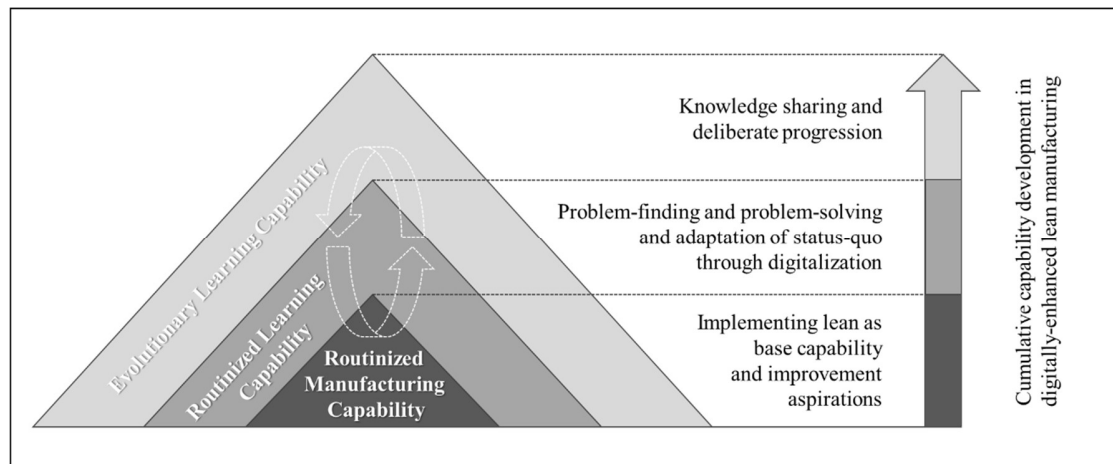 Evolutionary Learning Capability
Routinized Learning
Capability
Routinized
Manufacturing
Capability
Knowledge sharing and
deliberate progression
Problem-finding and problem-solving
and adaptation of status-quo
through digitalization
Implementing lean as
base capability
and improvement
aspirations
Cumulative capability development in
digitally-enhanced lean manufacturing